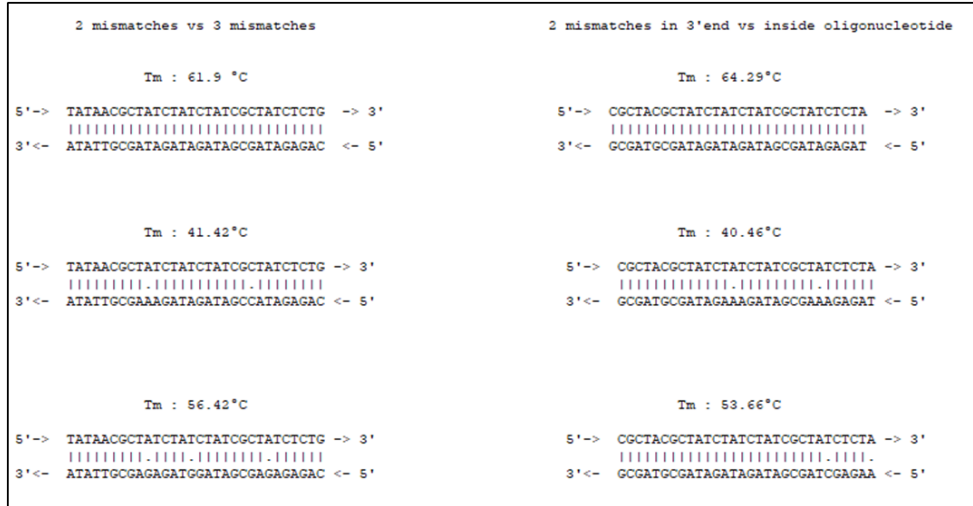 2 mismatches vs 3 mismatches
Tm : 61.9 °C
5'-> TATAACGCTATCTATCTATCGCTATCTCTG -> 3'
||||||||||||||||||||||||||||||
3'<- ATATTGCGATAGATAGATAGCGATAGAGAC <- 5'
Tm : 41.42°C
5'-> TATAACGCTATCTATCTATCGCTATCTCTG -> 3'
|||||||||.|||||||||||.||||||||
3'<- ATATTGCGAAAGATAGATAGCCATAGAGAC <- 5'
Tm : 56.42°C
5'-> TATAACGCTATCTATCTATCGCTATCTCTG -> 3'
|||||||||.||||.||||||||.||||||
3'<- ATATTGCGAGAGATGGATAGCGAGAGAGAC <- 5'
2 mismatches in 3'end vs inside oligonucleotide
Tm : 64.29°C
5'-> CGCTACGCTATCTATCTATCGCTATCTCTA -> 3'
||||||||||||||||||||||||||||||
3'<- GCGATGCGATAGATAGATAGCGATAGAGAT <- 5'
Tm : 40.46°C
5'-> CGCTACGCTATCTATCTATCGCTATCTCTA -> 3'
|||||||||||||.|||||||||.||||||
3'<- GCGATGCGATAGAAAGATAGCGAAAGAGAT <- 5'
Tm : 53.66°C
5'-> CGCTACGCTATCTATCTATCGCTATCTCTA -> 3'
||||||||||||||||||||||||.||||.
3'<- GCGATGCGATAGATAGATAGCGATCGAGAA <- 5'